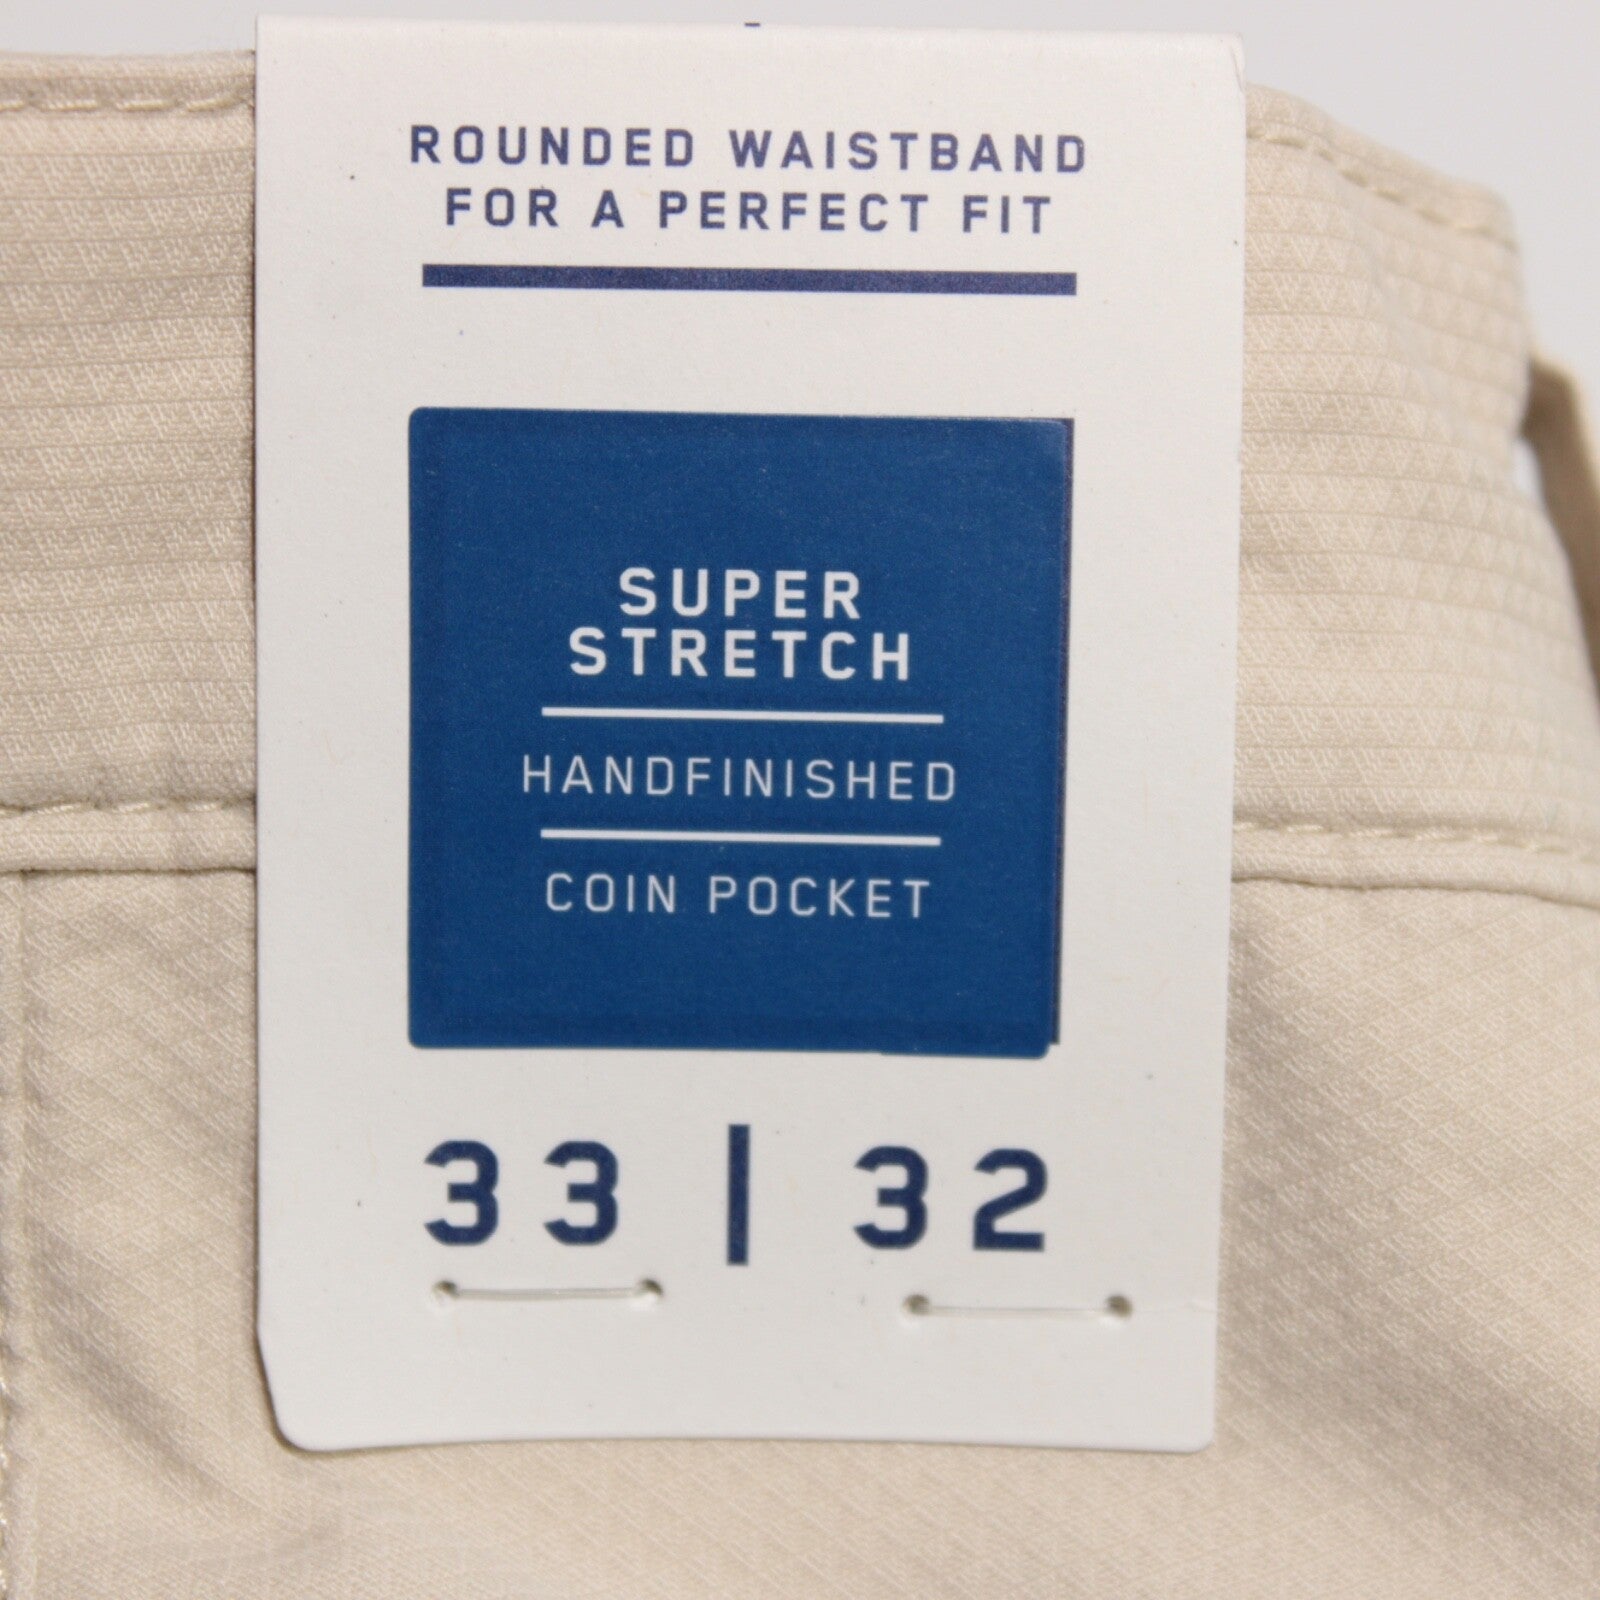 ROUNDED WAISTBAND
FOR A PERFECT FIT
SUPER
STRETCH
HANDFINISHED
COIN POCKET
33 | 32